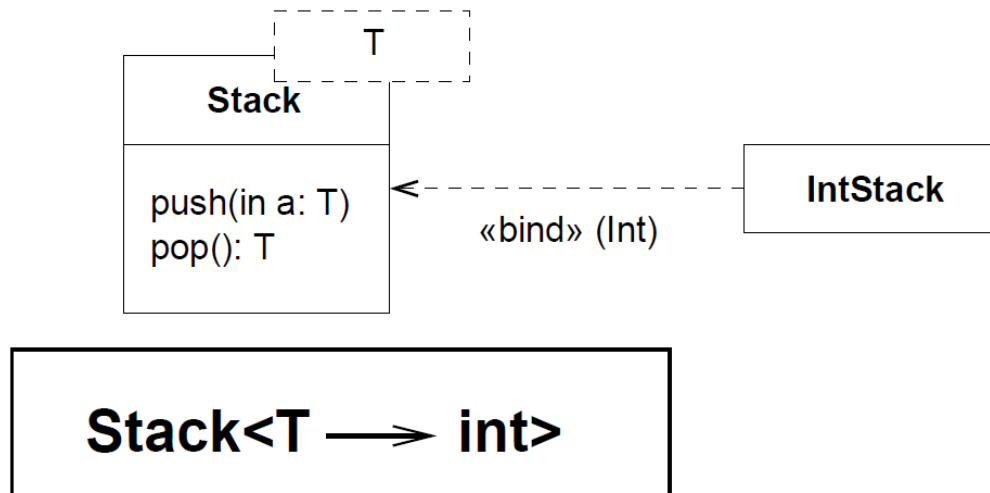 T
Stack
push(in a: T)
pop(): T
«bind» (Int)
IntStack
Stack<T → int>